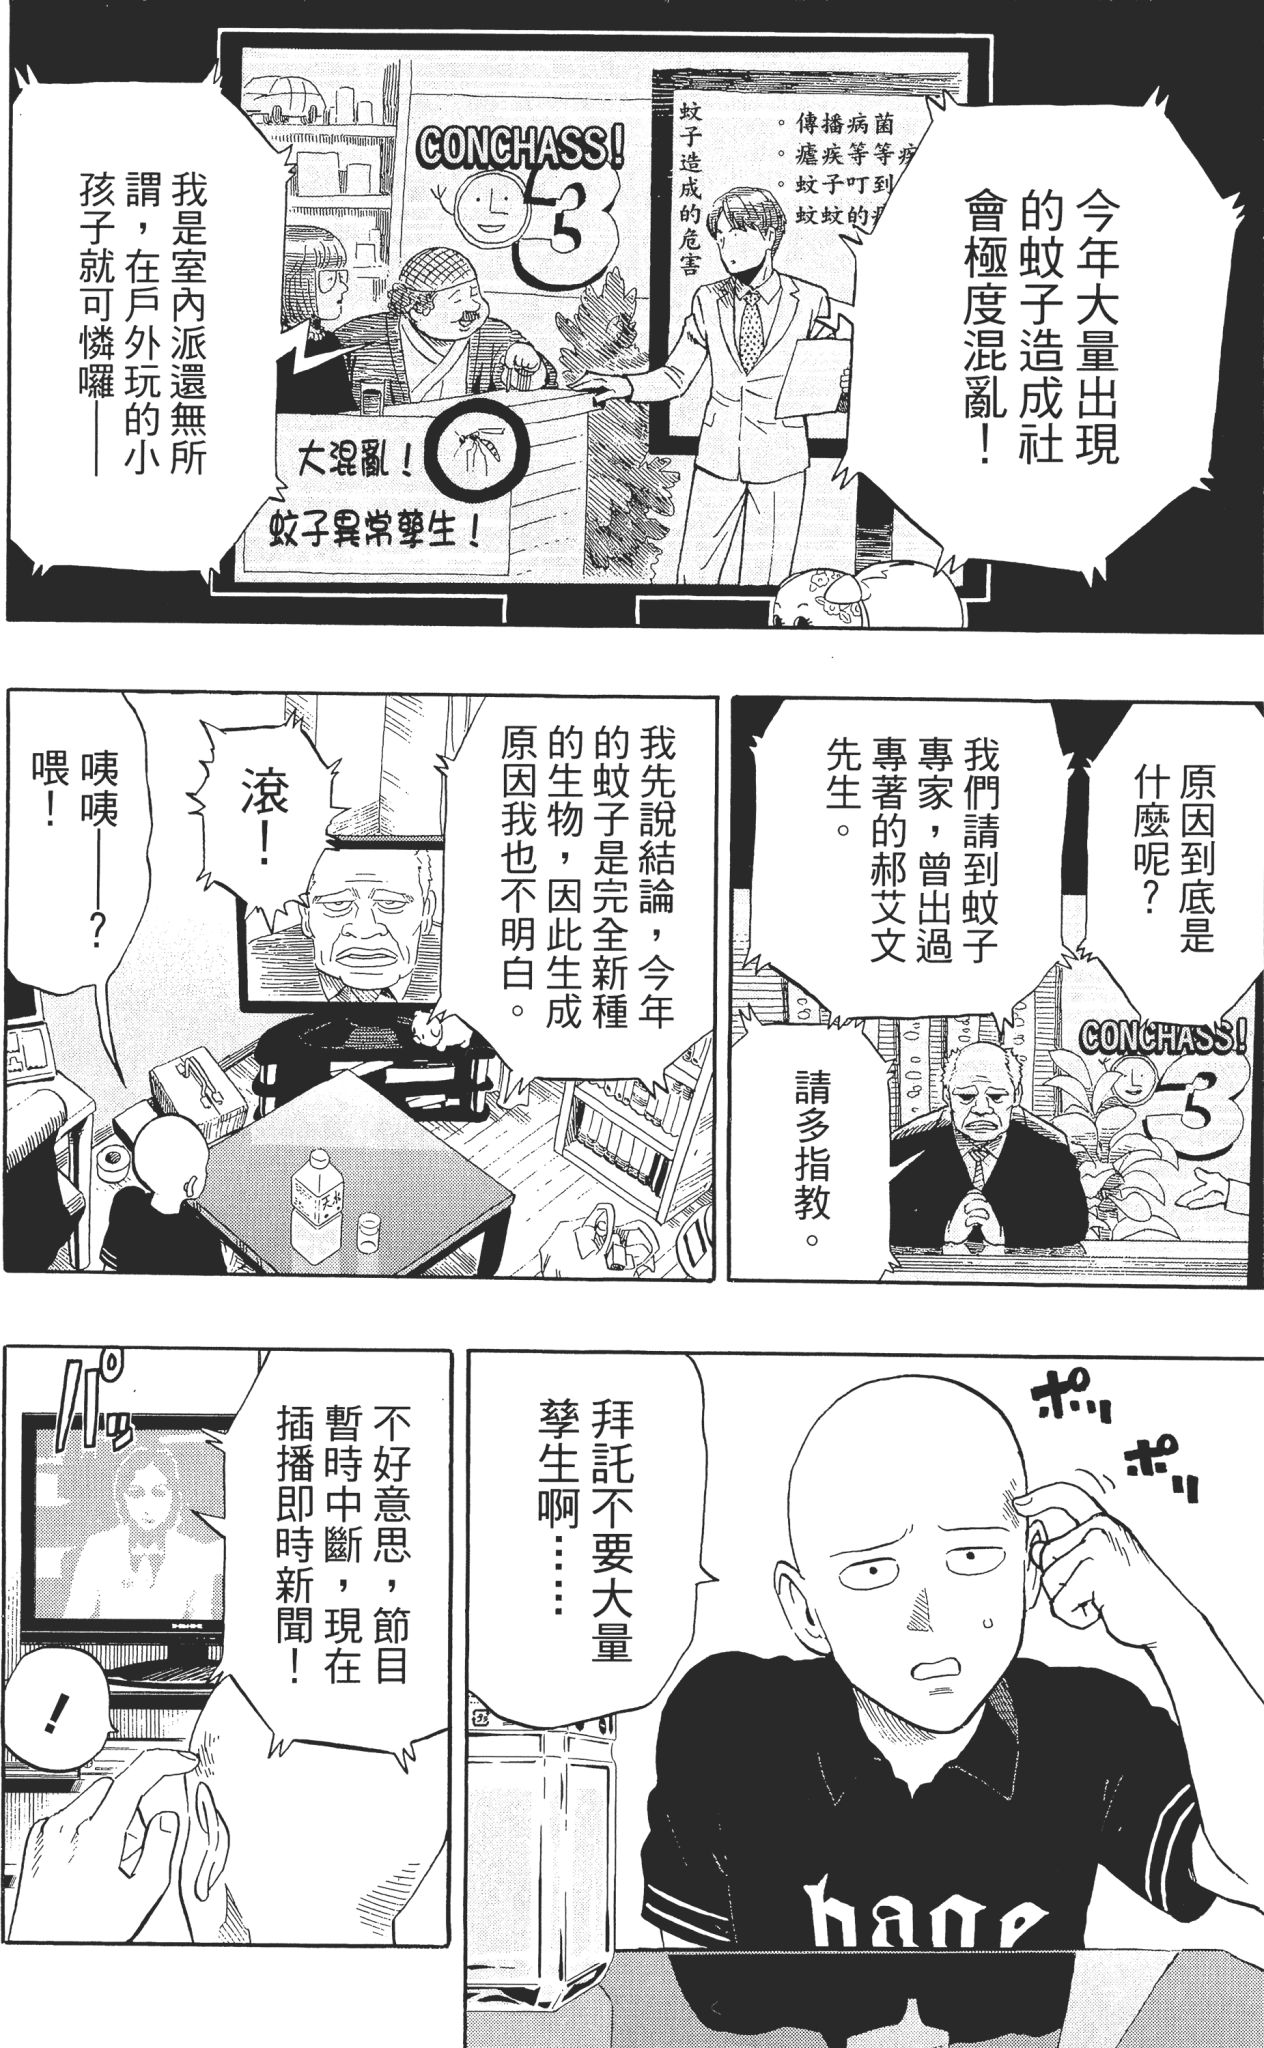 今年大量出現
的蚊子造成社
會極度混亂！
傳播病菌
。瘧疾等等疾
。蚊子叮到
。蚊蚊的
蚊子造成的危害
CONCHASS!
3
大混亂！
蚊子異常孳生！
我是室內派還無所
謂，在戶外玩的小
孩子就可憐囉——
原因到底是
什麼呢？
我們請到蚊子
專家，曾出過
專著的郝艾文
先生。
CONCHASS!
3
請多指教。
我先說結論，今年
的蚊子是完全新種
的生物，因此生成
原因我也不明白。
滾！
咦咦——？
喂！
天水
ポリ
ポリ
拜託不要大量
孳生啊……
hane
不好意思，節目
暫時中斷，現在
插播即時新聞！
パッ
！